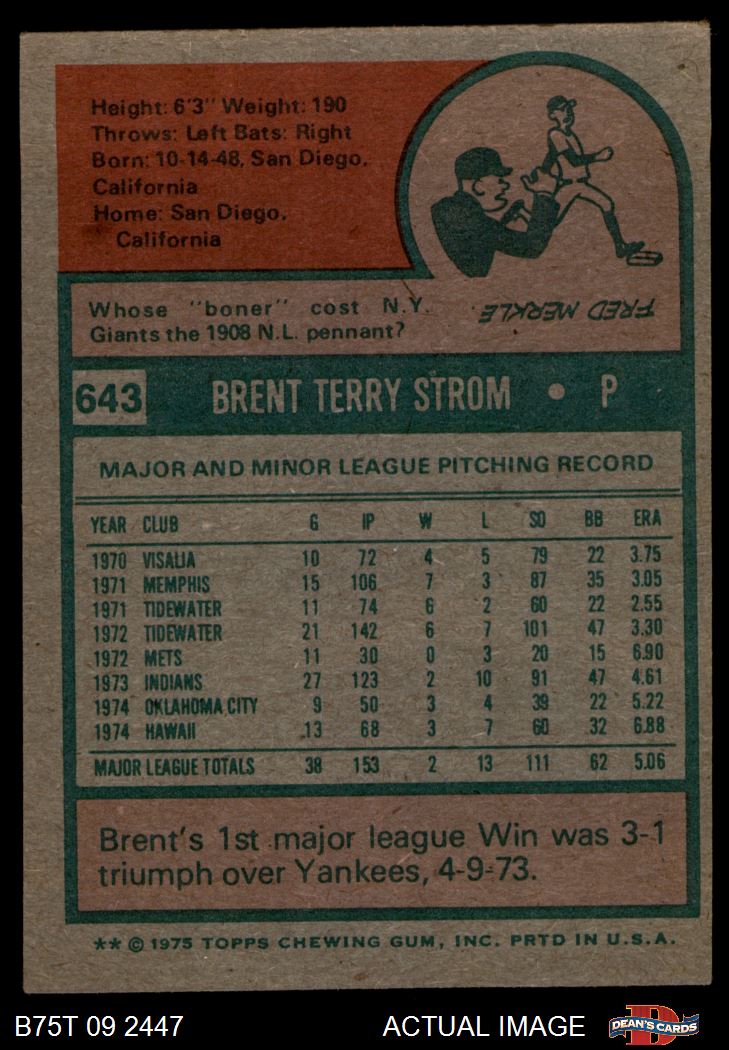 Height: 6'3" Weight: 190
Throws: Left Bats: Right
Born: 10-14-48, San Diego,
California
Home: San Diego,
California
Whose "boner" cost N.Y.
Giants the 1908 N.L. pennant?
FRED MERKLE
643 BRENT TERRY STROM • P
MAJOR AND MINOR LEAGUE PITCHING RECORD
YEAR CLUB G IP W L SO BB ERA
1970 VISALIA 10 72 4 5 79 22 3.75
1971 MEMPHIS 15 106 7 3 87 35 3.05
1971 TIDEWATER 11 74 6 2 60 22 2.55
1972 TIDEWATER 21 142 6 7 101 47 3.30
1972 METS 11 30 0 3 20 15 6.90
1973 INDIANS 27 123 2 10 91 47 4.61
1974 OKLAHOMA CITY 9 50 3 4 39 22 5.22
1974 HAWAII 13 68 3 7 60 32 6.88
MAJOR LEAGUE TOTALS 38 153 2 13 111 62 5.06
Brent's 1st major league Win was 3-1
triumph over Yankees, 4-9-73.
** © 1975 TOPPS CHEWING GUM, INC. PRTD IN U.S.A.
B75T 09 2447 ACTUAL IMAGE DEAN'S CARDS